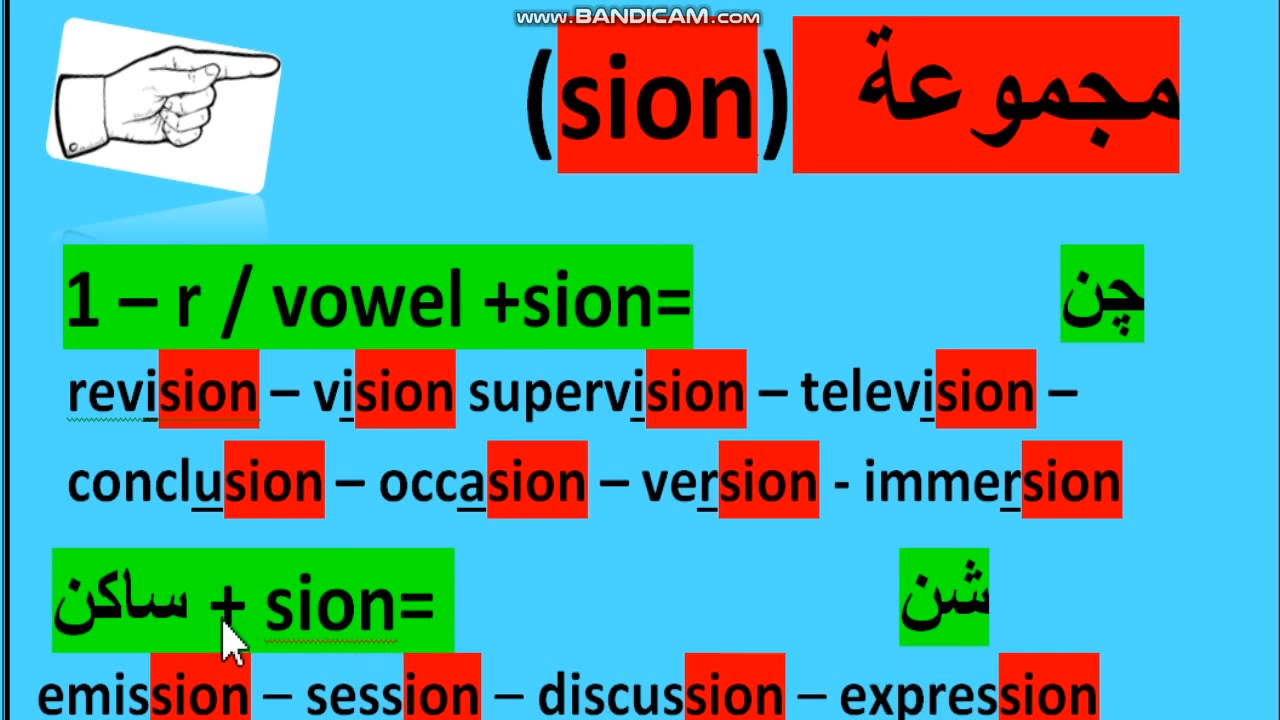 www.BANDICAM.com
مجموعة (sion)
1 – r / vowel +sion= چن
revision – vision supervision – television –
conclusion – occasion – version - immersion
ساكن + sion= شن
emission – session – discussion – expression